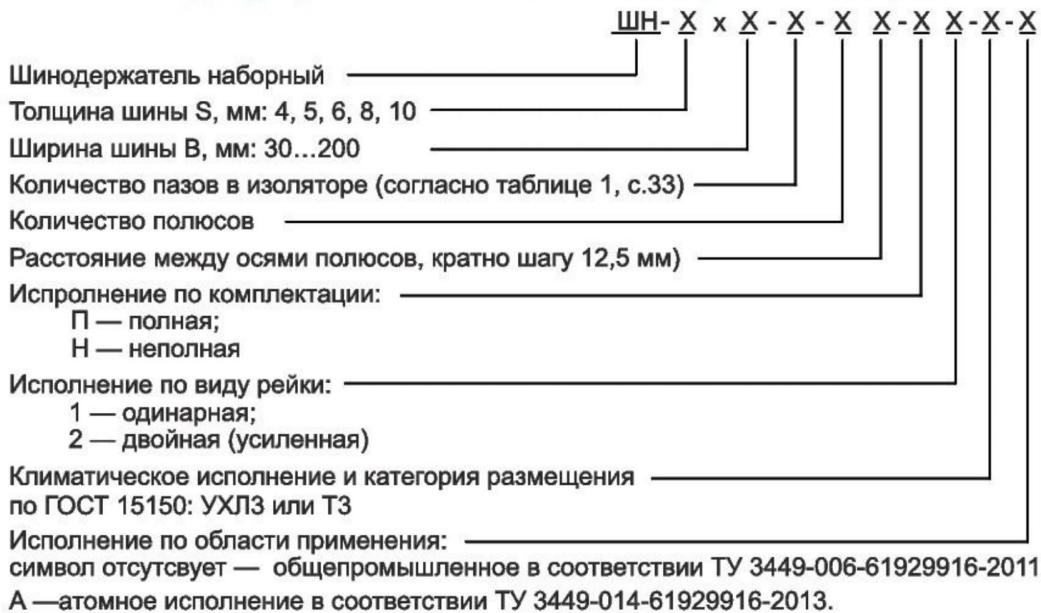 ШН- Х х Х - Х - Х Х - Х Х - Х - Х
Шинодержатель наборный
Толщина шины S, мм: 4, 5, 6, 8, 10
Ширина шины В, мм: 30...200
Количество пазов в изоляторе (согласно таблице 1, с.33)
Количество полюсов
Расстояние между осями полюсов, кратно шагу 12,5 мм)
Испролнение по комплектации:
П — полная;
Н — неполная
Исполнение по виду рейки:
1 — одинарная;
2 — двойная (усиленная)
Климатическое исполнение и категория размещения
по ГОСТ 15150: УХЛ3 или Т3
Исполнение по области применения:
символ отсутсвует — общепромышленное в соответствии ТУ 3449-006-61929916-2011
А —атомное исполнение в соответствии ТУ 3449-014-61929916-2013.